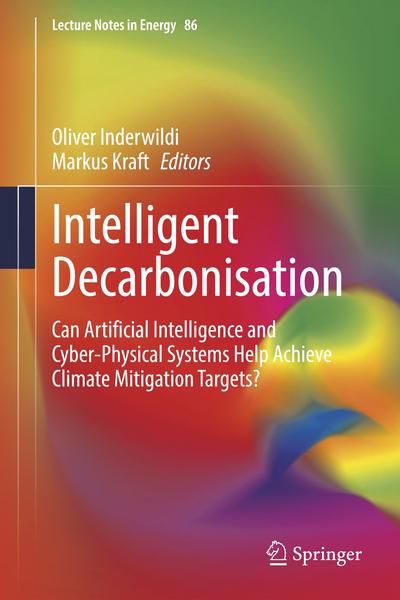 Lecture Notes in Energy 86
Oliver Inderwildi
Markus Kraft Editors
Intelligent
Decarbonisation
Can Artificial Intelligence and
Cyber-Physical Systems Help Achieve
Climate Mitigation Targets?
Springer